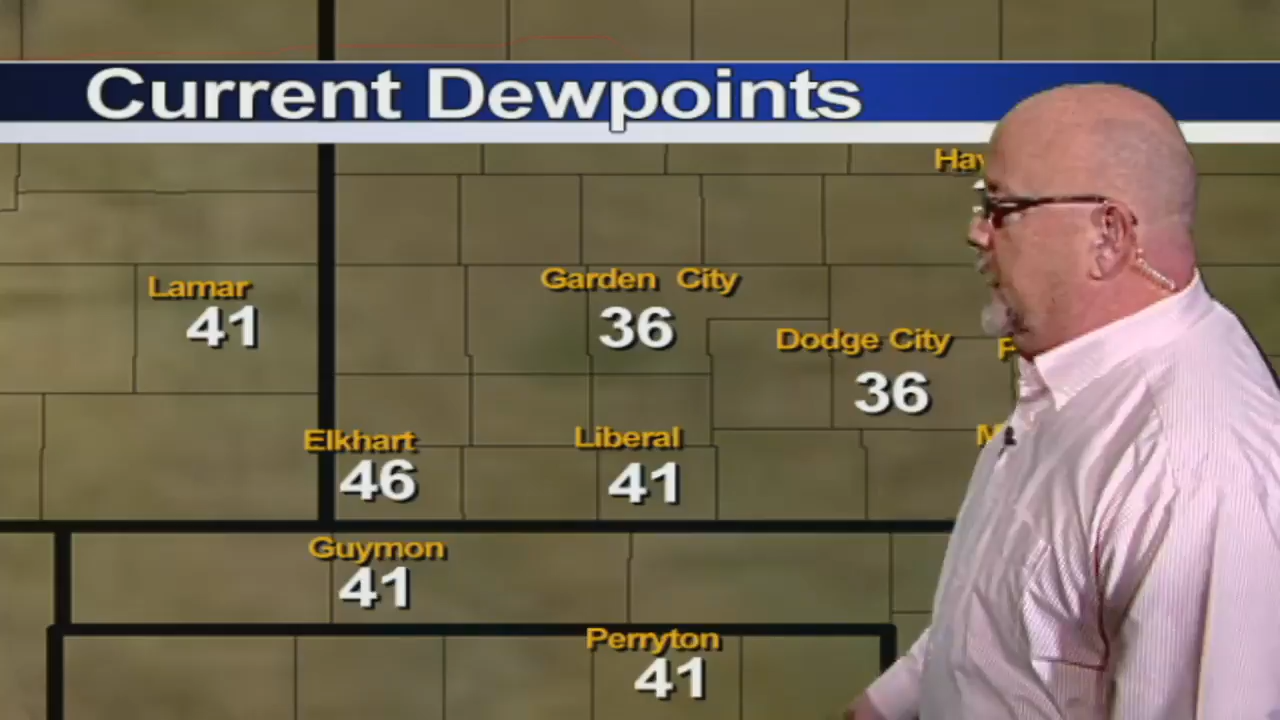 Current Dewpoints
Lamar
41
Garden City
36
Dodge City
36
Elkhart
46
Liberal
41
Guymon
41
Perryton
41